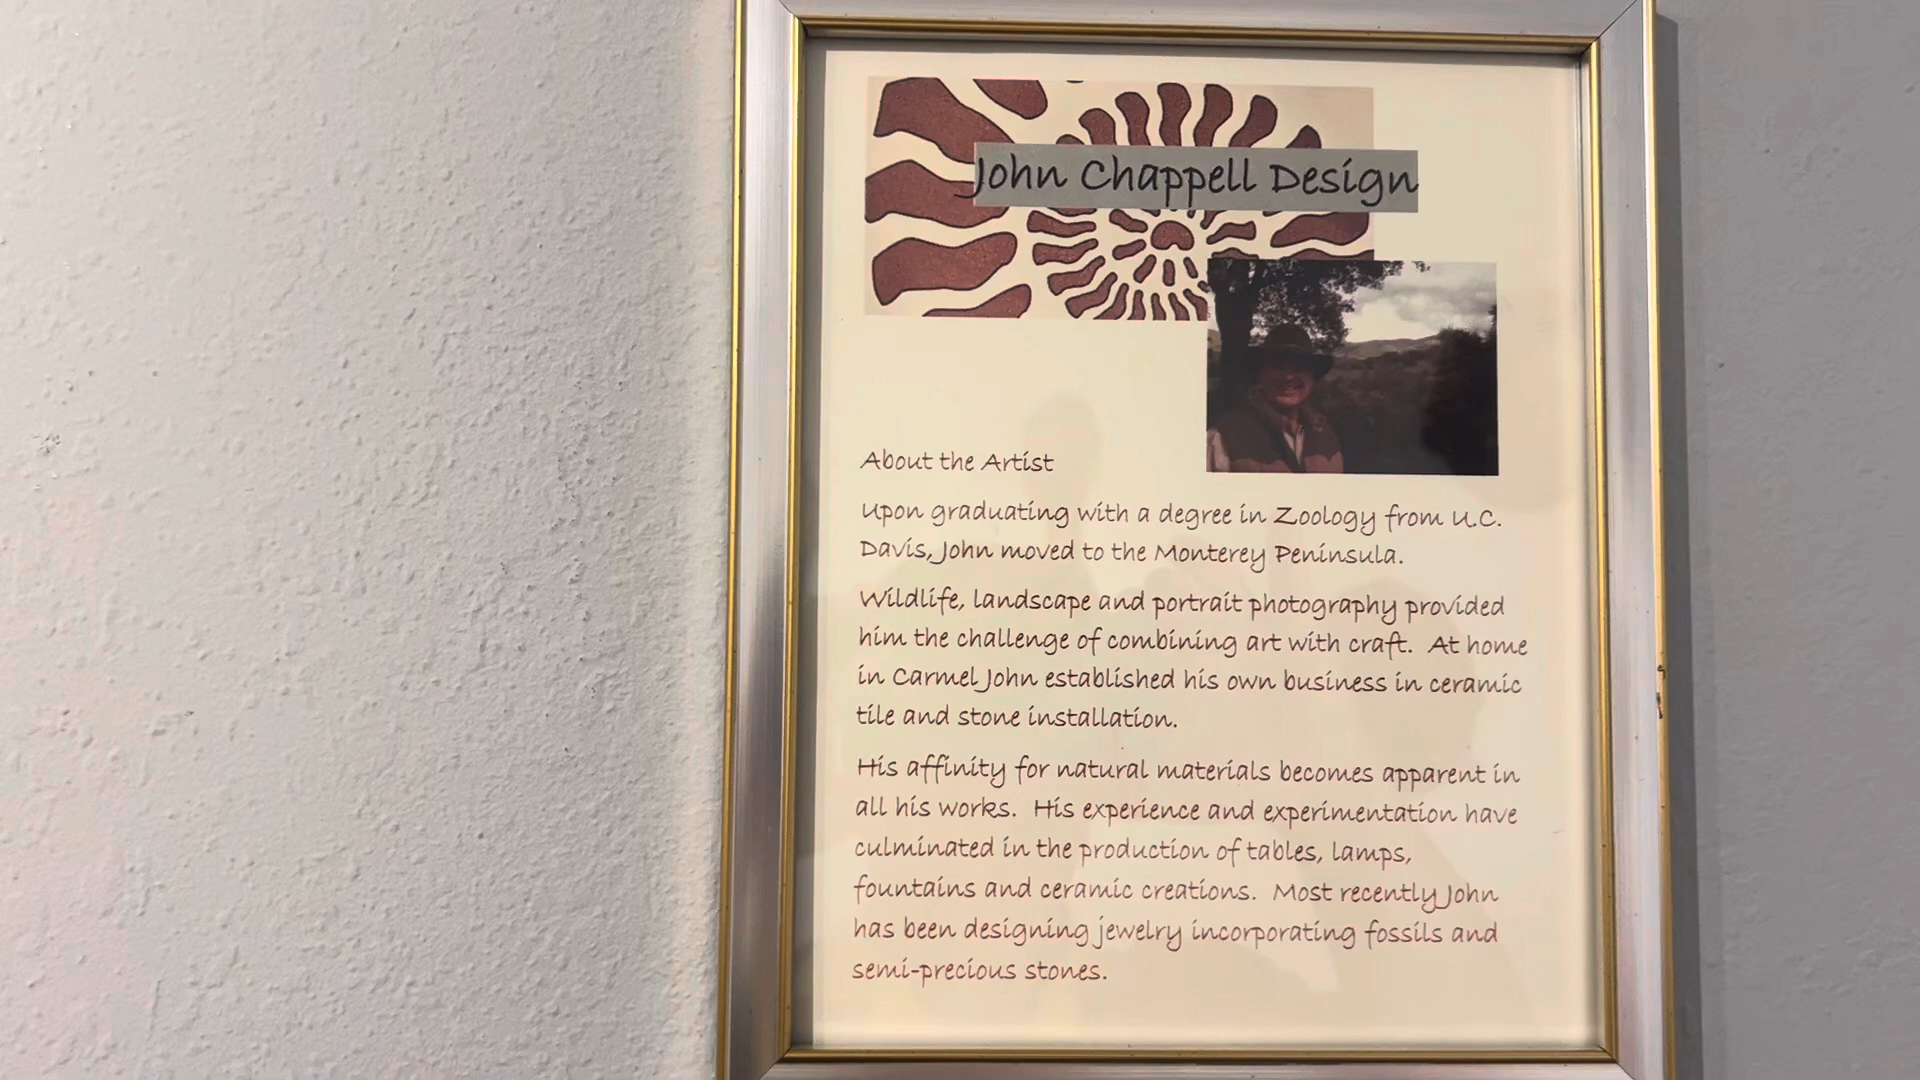 John Chappell Design
About the Artist
Upon graduating with a degree in Zoology from U.C.
Davis, John moved to the Monterey Peninsula.
Wildlife, landscape and portrait photography provided
him the challenge of combining art with craft. At home
in Carmel John established his own business in ceramic
tile and stone installation.
His affinity for natural materials becomes apparent in
all his works. His experience and experimentation have
culminated in the production of tables, lamps,
fountains and ceramic creations. Most recently John
has been designing jewelry incorporating fossils and
semi-precious stones.